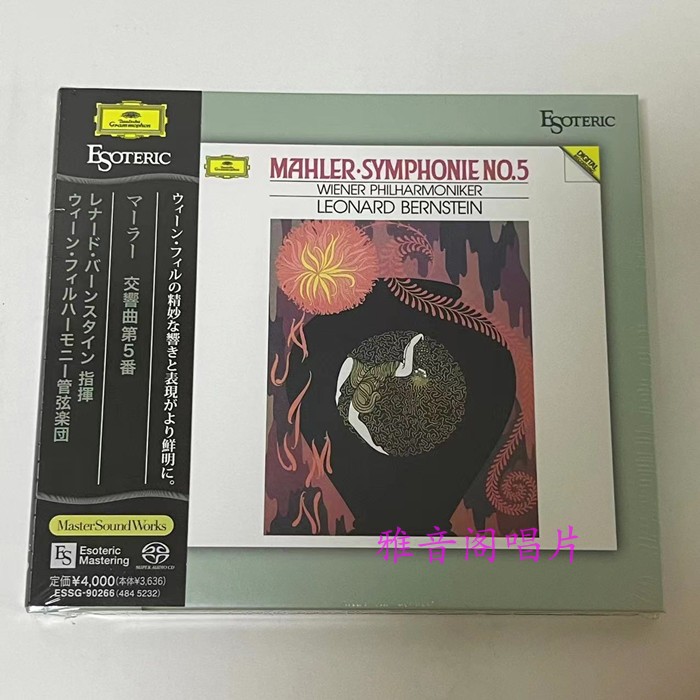 Deutsche
Grammophon
ESOTERIC
ウィーン・フィルの精妙な響きと表現がより鮮明に。
マーラー 交響曲第5番
レナード・バーンスタイン 指揮
ウィーン・フィルハーモニー管弦楽団
MasterSoundWorks
ES
Esoteric
Mastering
SUPER AUDIO CD
定価¥4,000(本体¥3,636)
ESSG-90266 (484 5232)
ESOTERIC
DIGITAL
MAHLER·SYMPHONIE NO.5
WIENER PHILHARMONIKER
LEONARD BERNSTEIN
雅音阁唱片